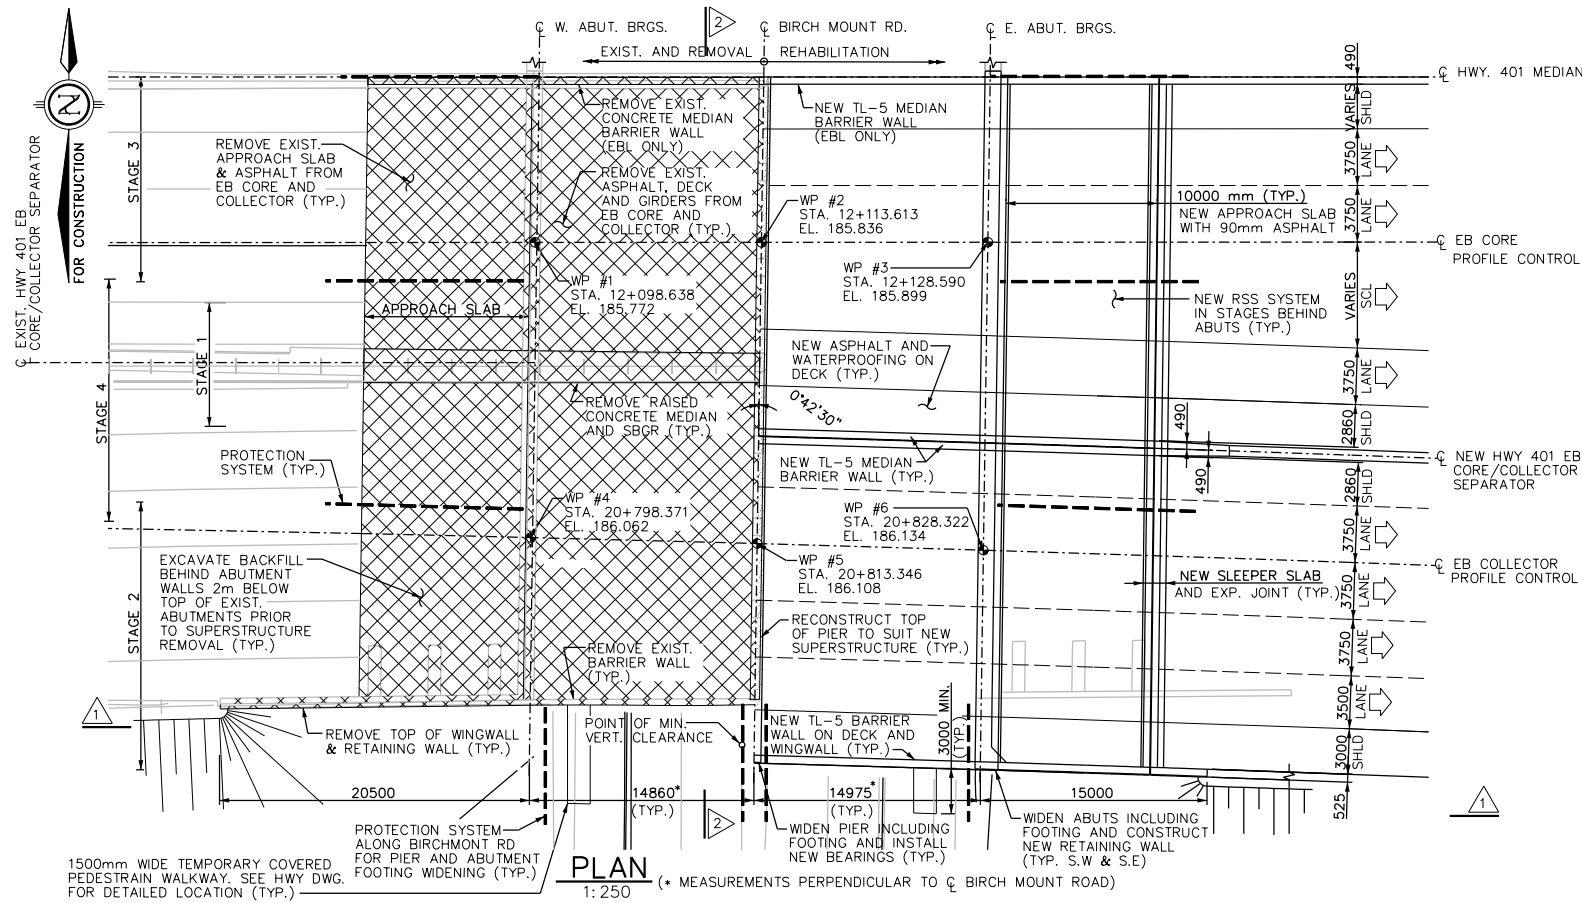 ℄ W. ABUT. BRGS.
2
℄ BIRCH MOUNT RD.
℄ E. ABUT. BRGS.
EXIST. AND REMOVAL
REHABILITATION
490
℄ HWY. 401 MEDIAN
N
FOR CONSTRUCTION
℄ EXIST. HWY 401 EB
CORE/COLLECTOR SEPARATOR
STAGE 3
STAGE 4
STAGE 1
STAGE 2
REMOVE EXIST.
APPROACH SLAB
& ASPHALT FROM
EB CORE AND
COLLECTOR (TYP.)
REMOVE EXIST.
CONCRETE MEDIAN
BARRIER WALL
(EBL ONLY)
REMOVE EXIST.
ASPHALT, DECK
AND GIRDERS FROM
EB CORE AND
COLLECTOR (TYP.)
NEW TL-5 MEDIAN
BARRIER WALL
(EBL ONLY)
VARIES
SHLD
3750
LANE
3750
LANE
10000 mm (TYP.)
NEW APPROACH SLAB
WITH 90mm ASPHALT
WP #2
STA. 12+113.613
EL. 185.836
℄ EB CORE
PROFILE CONTROL
WP #1
STA. 12+098.638
EL. 185.772
WP #3
STA. 12+128.590
EL. 185.899
APPROACH SLAB
NEW RSS SYSTEM
IN STAGES BEHIND
ABUTS (TYP.)
VARIES
SCL
NEW ASPHALT AND
WATERPROOFING ON
DECK (TYP.)
3750
LANE
0°42'30"
REMOVE RAISED
CONCRETE MEDIAN
AND SBGR (TYP.)
490
2860
SHLD
PROTECTION
SYSTEM (TYP.)
NEW TL-5 MEDIAN
BARRIER WALL (TYP.)
490
℄ NEW HWY 401 EB
CORE/COLLECTOR
SEPARATOR
2860
SHLD
WP #4
STA. 20+798.371
EL. 186.062
WP #6
STA. 20+828.322
EL. 186.134
3750
LANE
WP #5
STA. 20+813.346
EL. 186.108
℄ EB COLLECTOR
PROFILE CONTROL
EXCAVATE BACKFILL
BEHIND ABUTMENT
WALLS 2m BELOW
TOP OF EXIST.
ABUTMENTS PRIOR
TO SUPERSTRUCTURE
REMOVAL (TYP.)
NEW SLEEPER SLAB
AND EXP. JOINT (TYP.)
3750
LANE
RECONSTRUCT TOP
OF PIER TO SUIT NEW
SUPERSTRUCTURE (TYP.)
3750
LANE
REMOVE EXIST.
BARRIER WALL
(TYP.)
3500
LANE
1
REMOVE TOP OF WINGWALL
& RETAINING WALL (TYP.)
POINT OF MIN.
VERT. CLEARANCE
NEW TL-5 BARRIER
WALL ON DECK AND
WINGWALL (TYP.)
3000 MIN.
(TYP.)
3000
SHLD
20500
14860*
(TYP.)
14975*
(TYP.)
15000
525
1
PROTECTION SYSTEM
ALONG BIRCHMONT RD
FOR PIER AND ABUTMENT
FOOTING WIDENING (TYP.)
2
WIDEN PIER INCLUDING
FOOTING AND INSTALL
NEW BEARINGS (TYP.)
WIDEN ABUTS INCLUDING
FOOTING AND CONSTRUCT
NEW RETAINING WALL
(TYP. S.W & S.E)
1500mm WIDE TEMPORARY COVERED
PEDESTRAIN WALKWAY. SEE HWY DWG.
FOR DETAILED LOCATION (TYP.)
PLAN
1:250
(* MEASUREMENTS PERPENDICULAR TO ℄ BIRCH MOUNT ROAD)